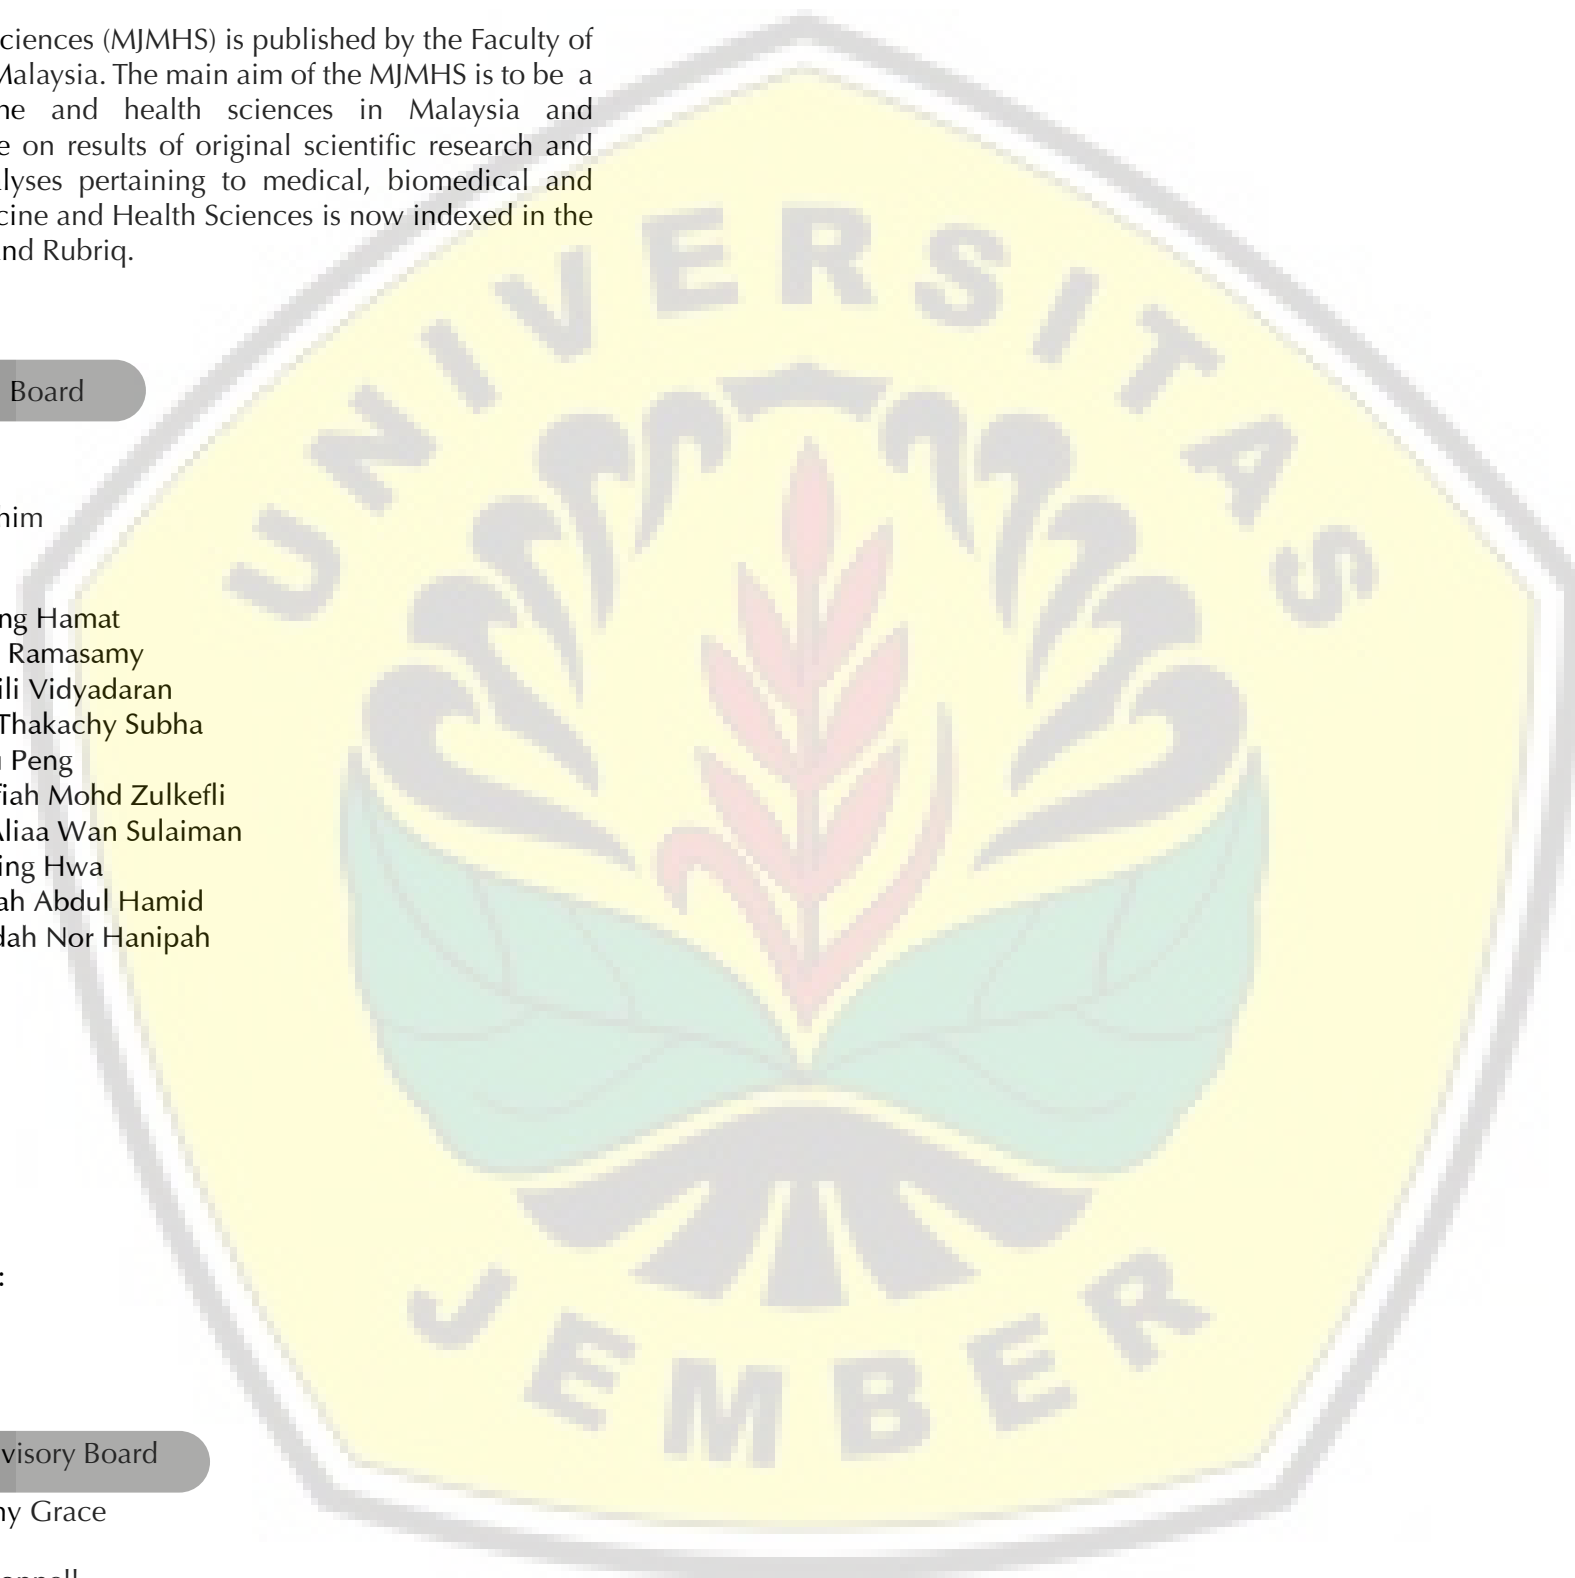 ciences (MJMHS) is published by the Faculty of
Malaysia. The main aim of the MJMHS is to be a
ne and health sciences in Malaysia and
e on results of original scientific research and
alyses pertaining to medical, biomedical and
cine and Health Sciences is now indexed in the
nd Rubriq.
Board
him
ng Hamat
Ramasamy
ili Vidyadaran
Thakachy Subha
Peng
fiah Mohd Zulkefli
Aliaa Wan Sulaiman
ing Hwa
ah Abdul Hamid
dah Nor Hanipah
:
visory Board
ny Grace
UNIVERSITAS
JEMBER